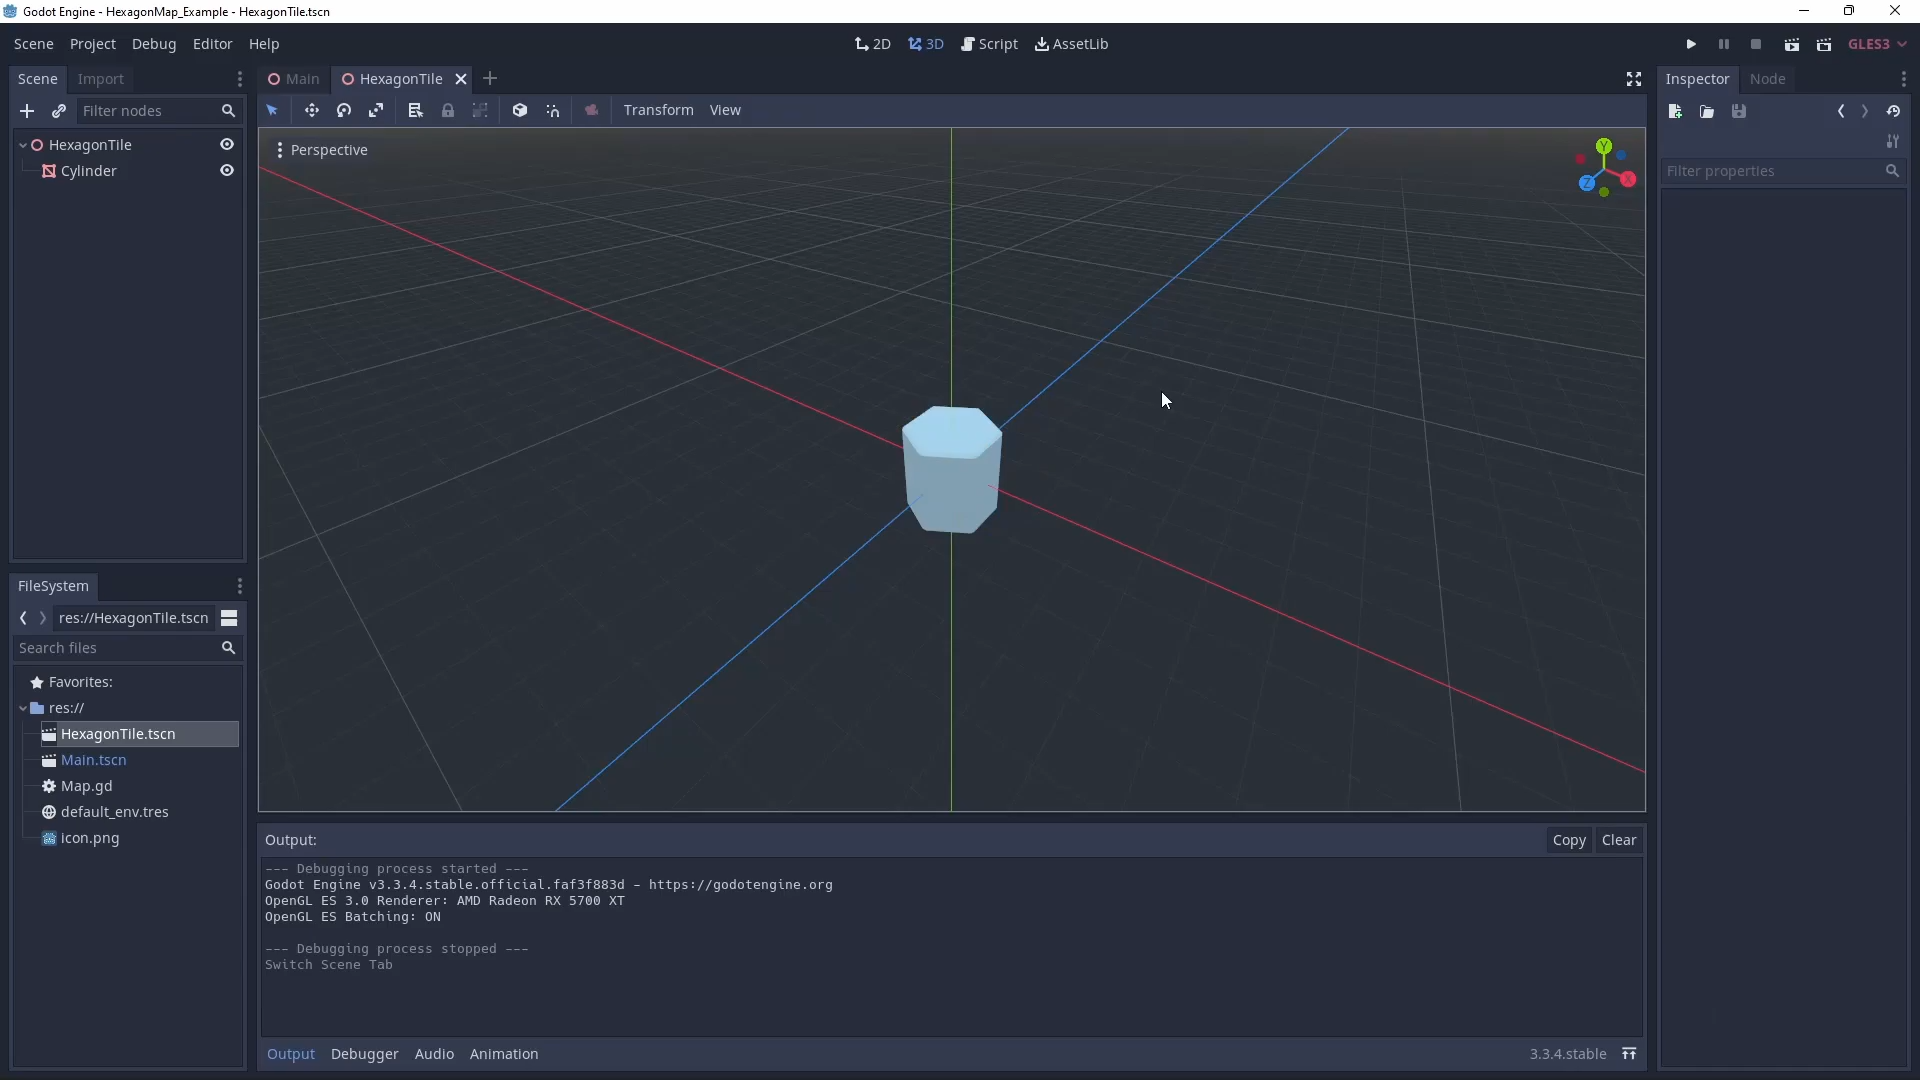 Godot Engine - HexagonMap_Example - HexagonTile.tscn
Scene Project Debug Editor Help
2D 3D Script AssetLib
GLES3
Scene Import
Filter nodes
HexagonTile
Cylinder
Main HexagonTile
Transform View
Perspective
Y
Z
X
Inspector Node
Filter properties
FileSystem
res://HexagonTile.tscn
Search files
Favorites:
res://
HexagonTile.tscn
Main.tscn
Map.gd
default_env.tres
icon.png
Output:
Copy Clear
--- Debugging process started ---
Godot Engine v3.3.4.stable.official.faf3f883d - https://godotengine.org
OpenGL ES 3.0 Renderer: AMD Radeon RX 5700 XT
OpenGL ES Batching: ON
--- Debugging process stopped ---
Switch Scene Tab
Output Debugger Audio Animation
3.3.4.stable